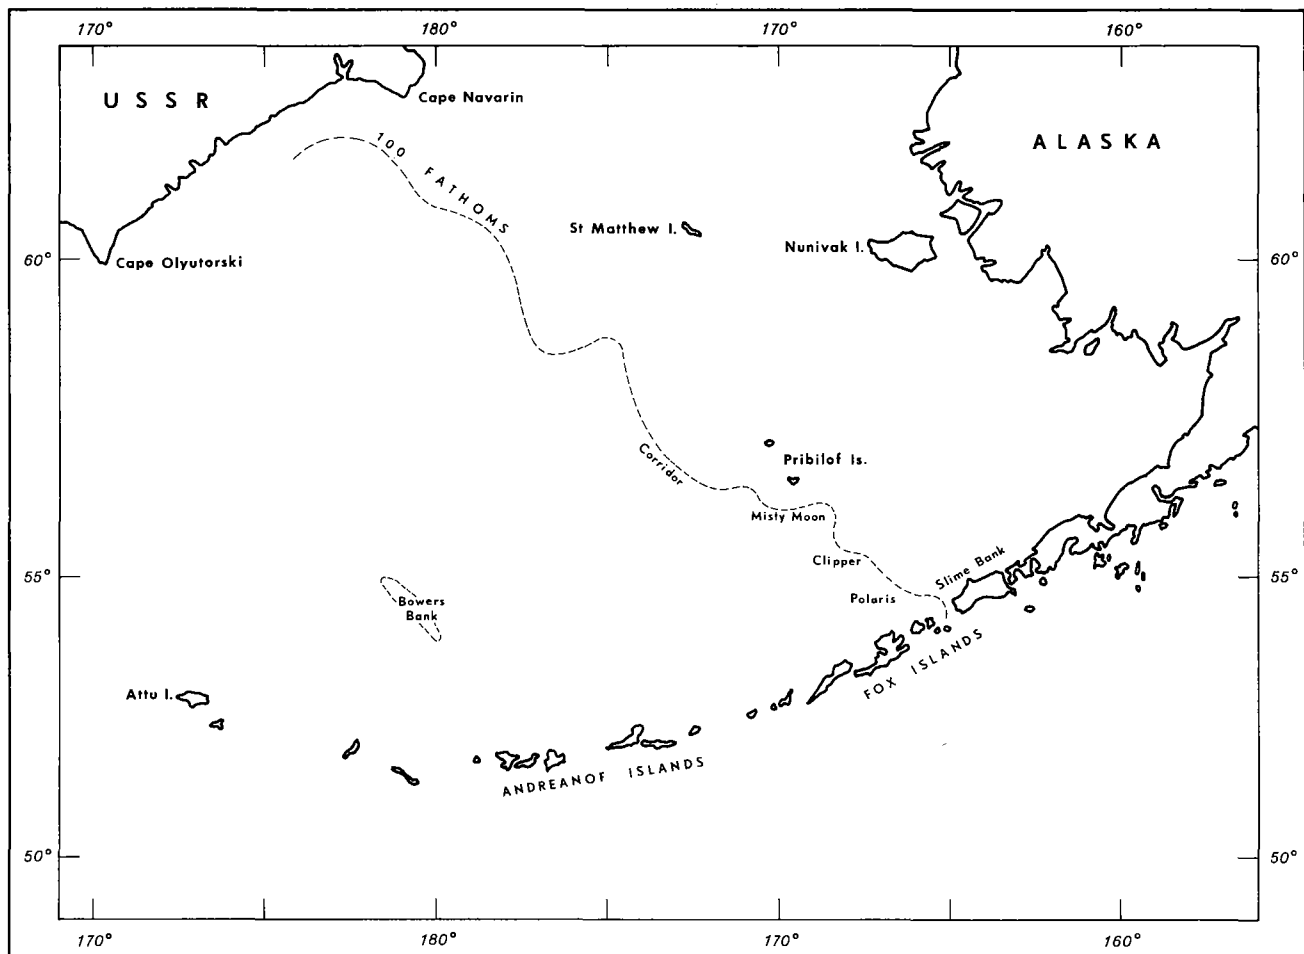 170° 180° 170° 160°
USSR
Cape Navarin
ALASKA
100 FATHOMS
St Matthew I.
Nunivak I.
60° 60°
Cape Olyutorski
Corridor
Pribilof Is.
Misty Moon
Clipper
Slime Bank
55° 55°
Polaris
Bowers
Bank
FOX ISLANDS
Attu I.
ANDREANOF ISLANDS
50° 50°
170° 180° 170° 160°